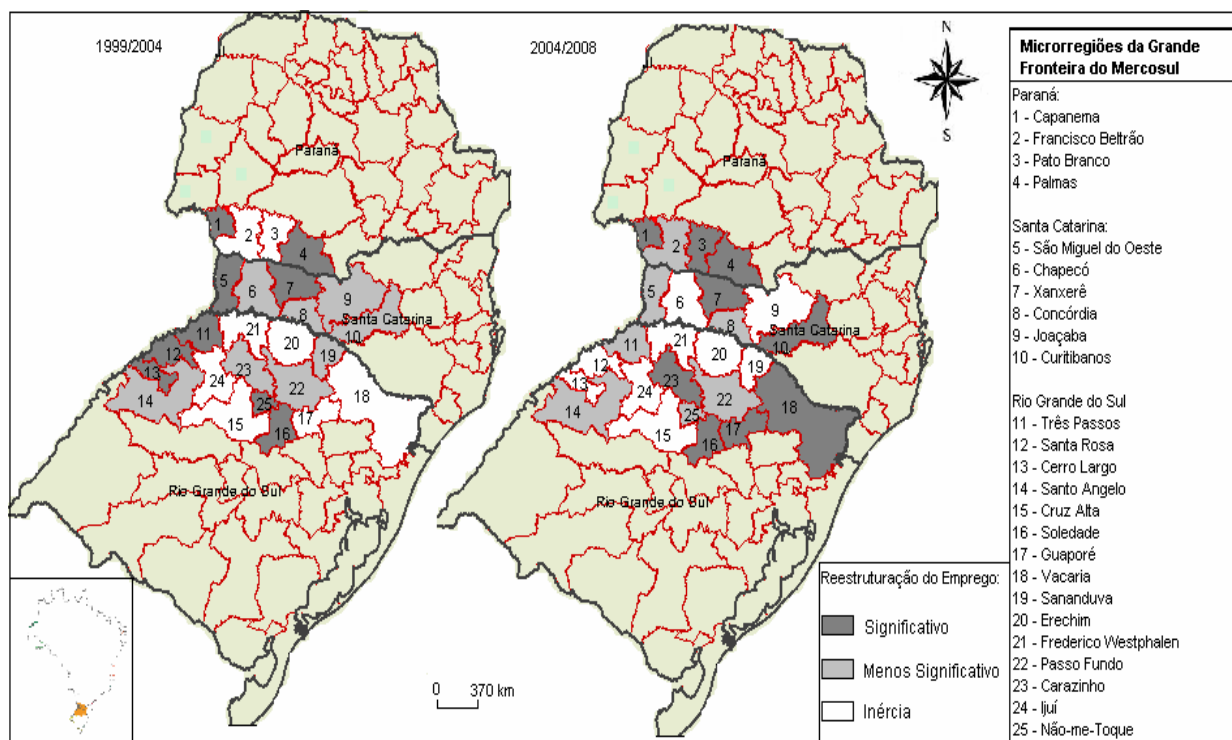 1999/2004
Paraná
1
2
3
4
5
6
7
8
9
Santa Catarina
10
11
21
12
20
19
13
23
24
22
14
18
25
17
15
16
Rio Grande do Sul
2004/2008
Paraná
1
2
3
4
5
6
7
8
9
Santa Catarina
10
11
21
20
12
19
13
23
24
22
14
18
25
17
15
16
Rio Grande do Sul
N
S
0 370 km
Reestruturação do Emprego:
Significativo
Menos Significativo
Inércia
Microrregiões da Grande
Fronteira do Mercosul
Paraná:
1 - Capanema
2 - Francisco Beltrão
3 - Pato Branco
4 - Palmas
Santa Catarina:
5 - São Miguel do Oeste
6 - Chapecó
7 - Xanxerê
8 - Concórdia
9 - Joaçaba
10 - Curitibanos
Rio Grande do Sul
11 - Três Passos
12 - Santa Rosa
13 - Cerro Largo
14 - Santo Angelo
15 - Cruz Alta
16 - Soledade
17 - Guaporé
18 - Vacaria
19 - Sananduva
20 - Erechim
21 - Frederico Westphalen
22 - Passo Fundo
23 - Carazinho
24 - Ijuí
25 - Não-me-Toque